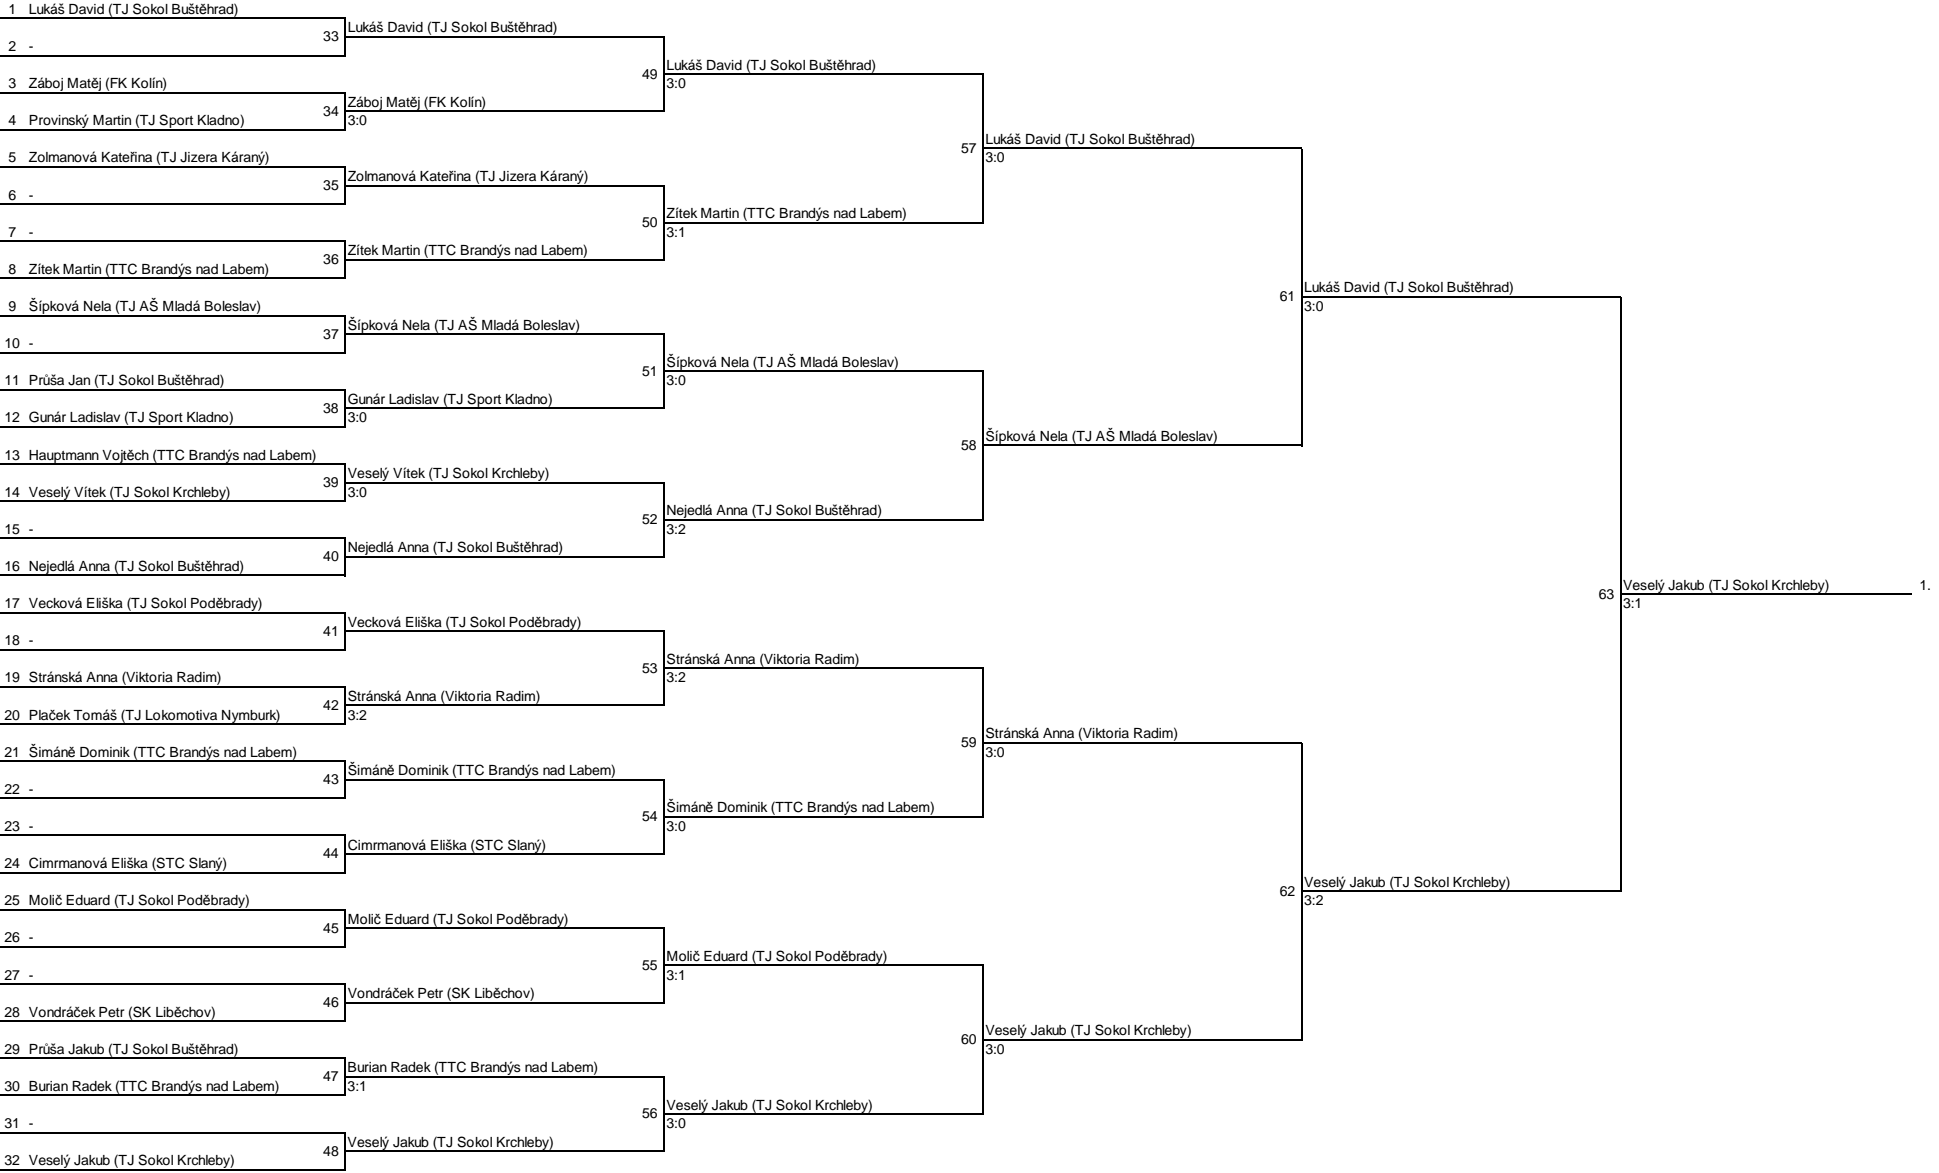 1 Lukáš David (TJ Sokol Buštěhrad)
2 -
3 Záboj Matěj (FK Kolín)
4 Provinský Martin (TJ Sport Kladno)
5 Zolmanová Kateřina (TJ Jizera Káraný)
6 -
7 -
8 Zítek Martin (TTC Brandýs nad Labem)
9 Šípková Nela (TJ AŠ Mladá Boleslav)
10 -
11 Průša Jan (TJ Sokol Buštěhrad)
12 Gunár Ladislav (TJ Sport Kladno)
13 Hauptmann Vojtěch (TTC Brandýs nad Labem)
14 Veselý Vítek (TJ Sokol Krchleby)
15 -
16 Nejedlá Anna (TJ Sokol Buštěhrad)
17 Vecková Eliška (TJ Sokol Poděbrady)
18 -
19 Stránská Anna (Viktoria Radim)
20 Plaček Tomáš (TJ Lokomotiva Nymburk)
21 Šimáně Dominik (TTC Brandýs nad Labem)
22 -
23 -
24 Cimrmanová Eliška (STC Slaný)
25 Molič Eduard (TJ Sokol Poděbrady)
26 -
27 -
28 Vondráček Petr (SK Liběchov)
29 Průša Jakub (TJ Sokol Buštěhrad)
30 Burian Radek (TTC Brandýs nad Labem)
31 -
32 Veselý Jakub (TJ Sokol Krchleby)
33 Lukáš David (TJ Sokol Buštěhrad)
34 Záboj Matěj (FK Kolín)
3:0
35 Zolmanová Kateřina (TJ Jizera Káraný)
36 Zítek Martin (TTC Brandýs nad Labem)
37 Šípková Nela (TJ AŠ Mladá Boleslav)
38 Gunár Ladislav (TJ Sport Kladno)
3:0
39 Veselý Vítek (TJ Sokol Krchleby)
3:0
40 Nejedlá Anna (TJ Sokol Buštěhrad)
41 Vecková Eliška (TJ Sokol Poděbrady)
42 Stránská Anna (Viktoria Radim)
3:2
43 Šimáně Dominik (TTC Brandýs nad Labem)
44 Cimrmanová Eliška (STC Slaný)
45 Molič Eduard (TJ Sokol Poděbrady)
46 Vondráček Petr (SK Liběchov)
47 Burian Radek (TTC Brandýs nad Labem)
3:1
48 Veselý Jakub (TJ Sokol Krchleby)
49 Lukáš David (TJ Sokol Buštěhrad)
3:0
50 Zítek Martin (TTC Brandýs nad Labem)
3:1
51 Šípková Nela (TJ AŠ Mladá Boleslav)
3:0
52 Nejedlá Anna (TJ Sokol Buštěhrad)
3:2
53 Stránská Anna (Viktoria Radim)
3:2
54 Šimáně Dominik (TTC Brandýs nad Labem)
3:0
55 Molič Eduard (TJ Sokol Poděbrady)
3:1
56 Veselý Jakub (TJ Sokol Krchleby)
3:0
57 Lukáš David (TJ Sokol Buštěhrad)
3:0
58 Šípková Nela (TJ AŠ Mladá Boleslav)
59 Stránská Anna (Viktoria Radim)
3:0
60 Veselý Jakub (TJ Sokol Krchleby)
3:0
61 Lukáš David (TJ Sokol Buštěhrad)
3:0
62 Veselý Jakub (TJ Sokol Krchleby)
3:2
63 Veselý Jakub (TJ Sokol Krchleby) 1.
3:1